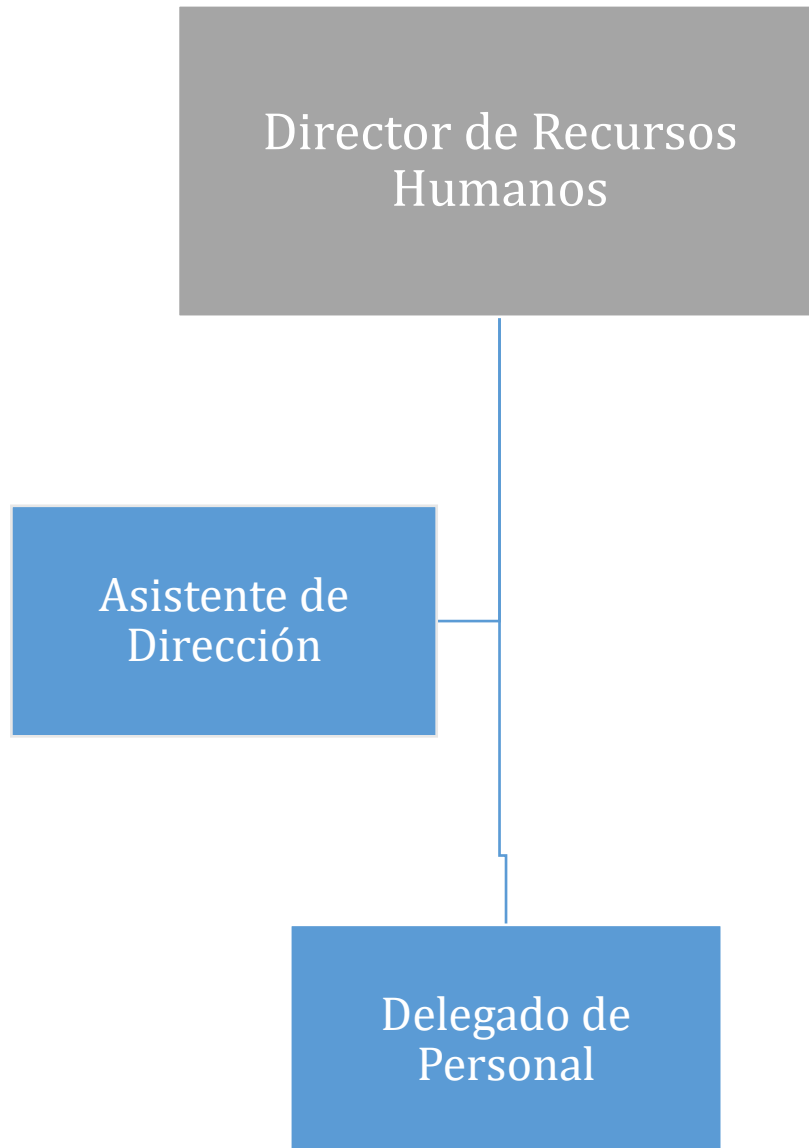 Director de Recursos
Humanos
Asistente de
Dirección
Delegado de
Personal